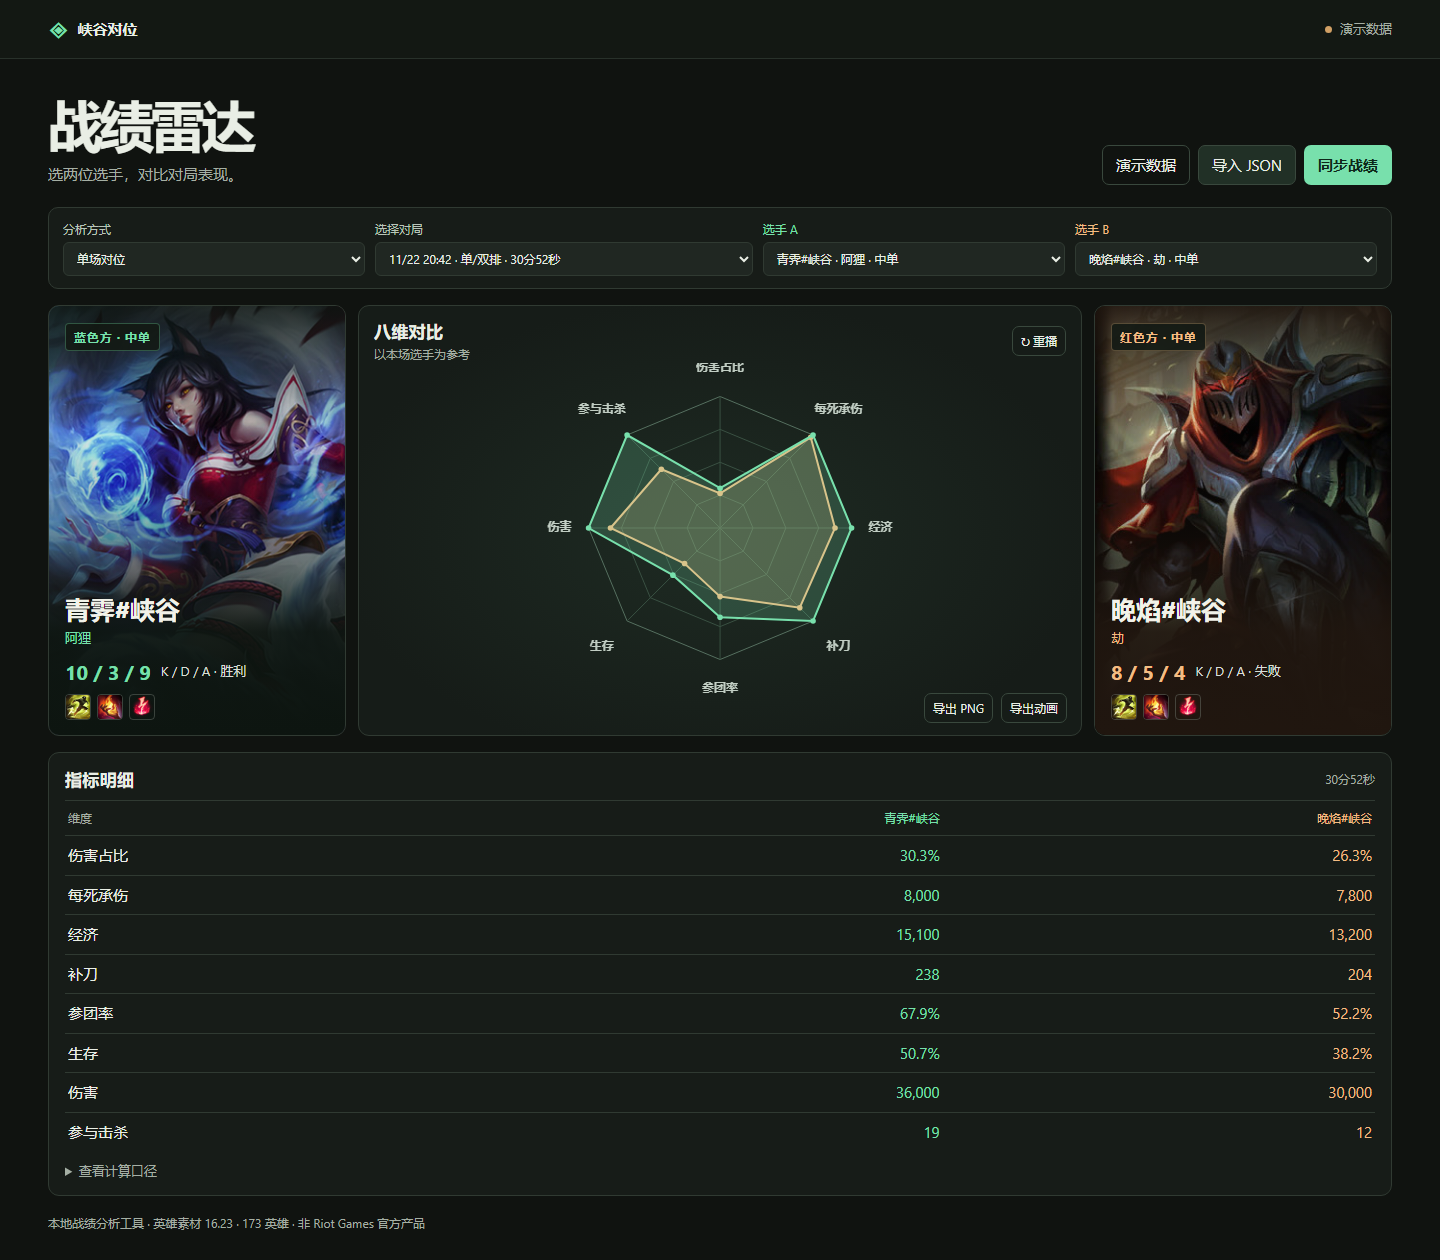 峡谷对位
演示数据
战绩雷达
选两位选手，对比对局表现。
演示数据
导入 JSON
同步战绩
分析方式
选择对局
选手 A
选手 B
单场对位
11/22 20:42 · 单/双排 · 30分52秒
青霁#峡谷 · 阿狸 · 中单
晚焰#峡谷 · 劫 · 中单
蓝色方 · 中单
青霁#峡谷
阿狸
10 / 3 / 9 K / D / A · 胜利
八维对比
以本场选手为参考
↻ 重播
伤害占比
参与击杀
每死承伤
伤害
经济
生存
补刀
参团率
导出 PNG
导出动画
红色方 · 中单
晚焰#峡谷
劫
8 / 5 / 4 K / D / A · 失败
指标明细
30分52秒
维度 青霁#峡谷 晚焰#峡谷
伤害占比 30.3% 26.3%
每死承伤 8,000 7,800
经济 15,100 13,200
补刀 238 204
参团率 67.9% 52.2%
生存 50.7% 38.2%
伤害 36,000 30,000
参与击杀 19 12
▶ 查看计算口径
本地战绩分析工具 · 英雄素材 16.23 · 173 英雄 · 非 Riot Games 官方产品